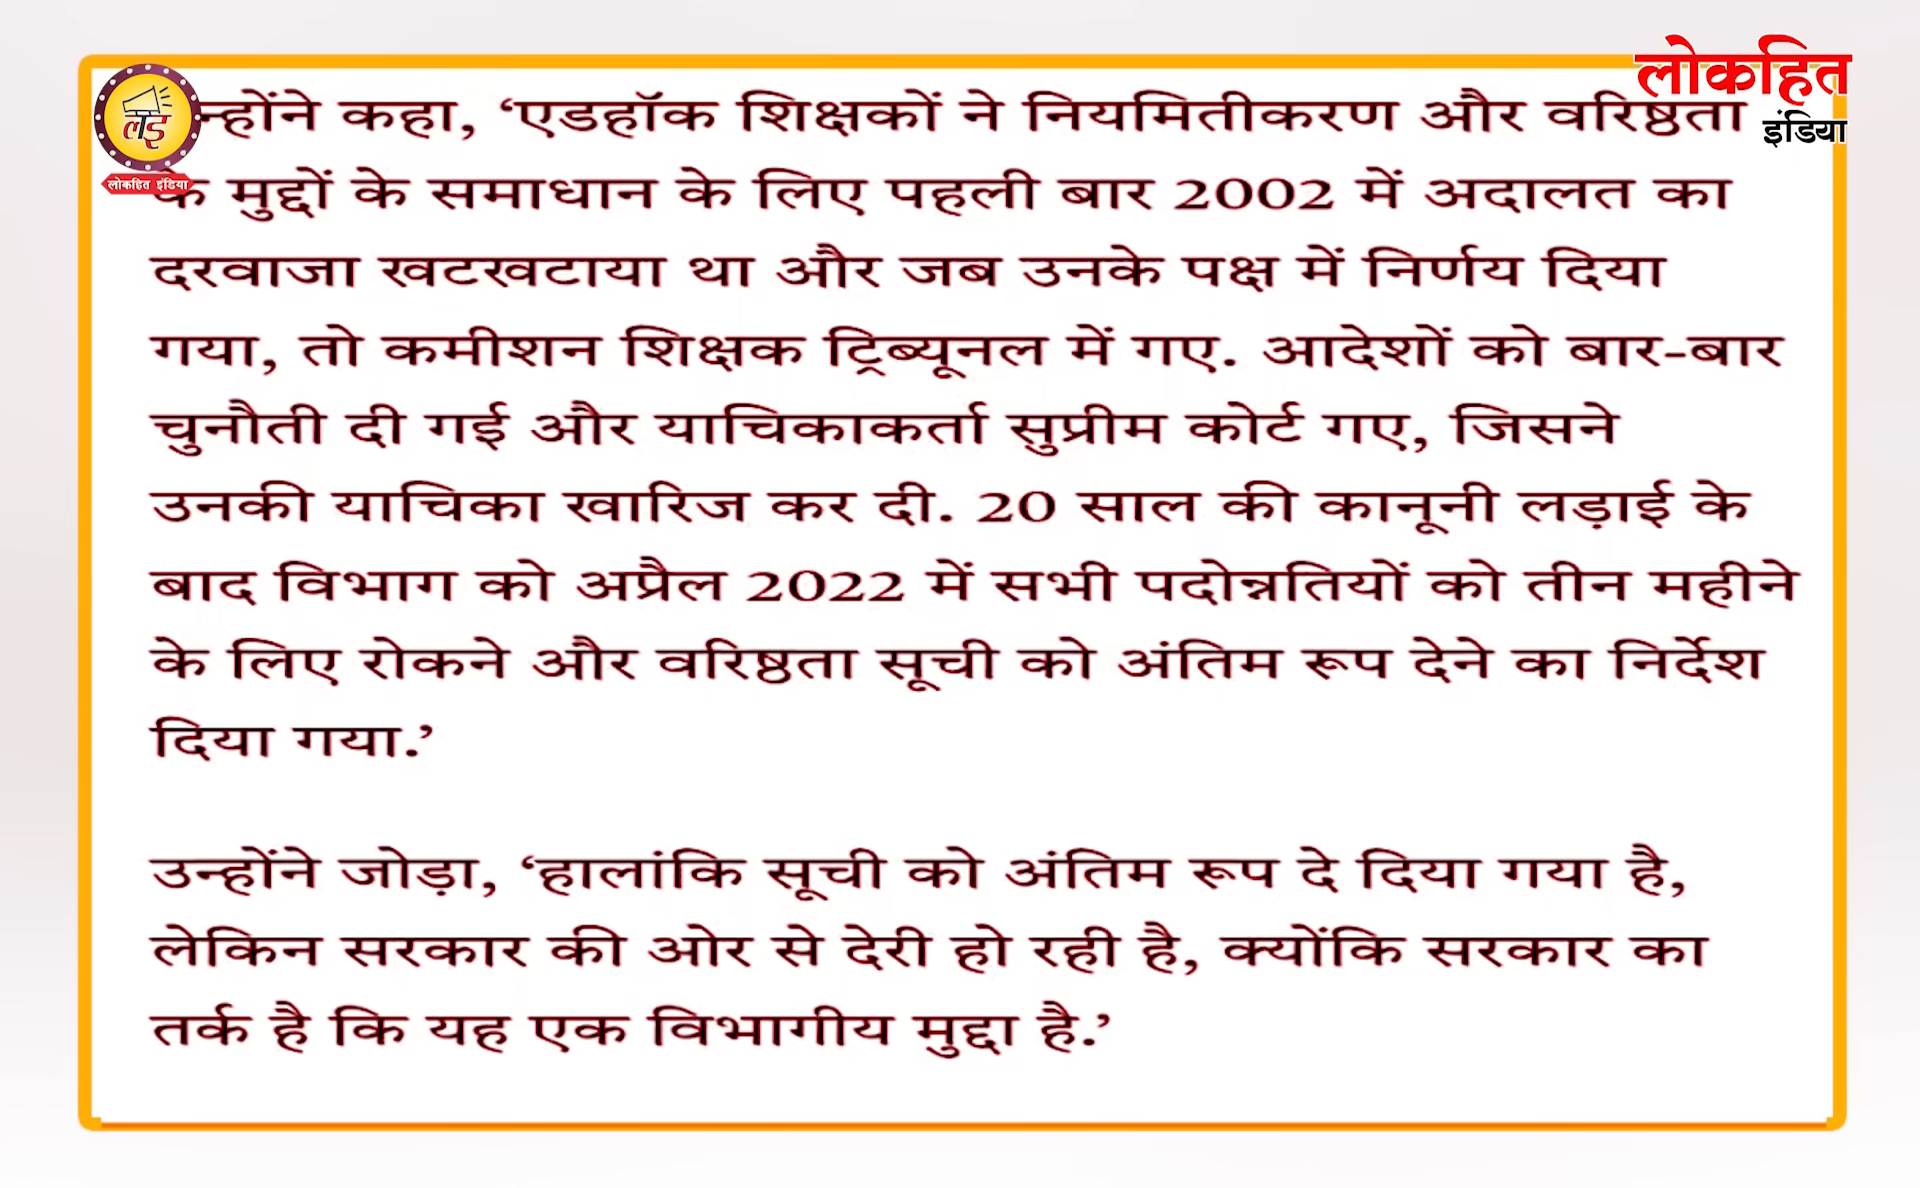 लोकहित
इंडिया
लइ
लोकहित इंडिया
न्होंने कहा, ‘एडहॉक शिक्षकों ने नियमितीकरण और वरिष्ठता
के मुद्दों के समाधान के लिए पहली बार 2002 में अदालत का
दरवाजा खटखटाया था और जब उनके पक्ष में निर्णय दिया
गया, तो कमीशन शिक्षक ट्रिब्यूनल में गए. आदेशों को बार-बार
चुनौती दी गई और याचिकाकर्ता सुप्रीम कोर्ट गए, जिसने
उनकी याचिका खारिज कर दी. 20 साल की कानूनी लड़ाई के
बाद विभाग को अप्रैल 2022 में सभी पदोन्नतियों को तीन महीने
के लिए रोकने और वरिष्ठता सूची को अंतिम रूप देने का निर्देश
दिया गया.’
उन्होंने जोड़ा, ‘हालांकि सूची को अंतिम रूप दे दिया गया है,
लेकिन सरकार की ओर से देरी हो रही है, क्योंकि सरकार का
तर्क है कि यह एक विभागीय मुद्दा है.’